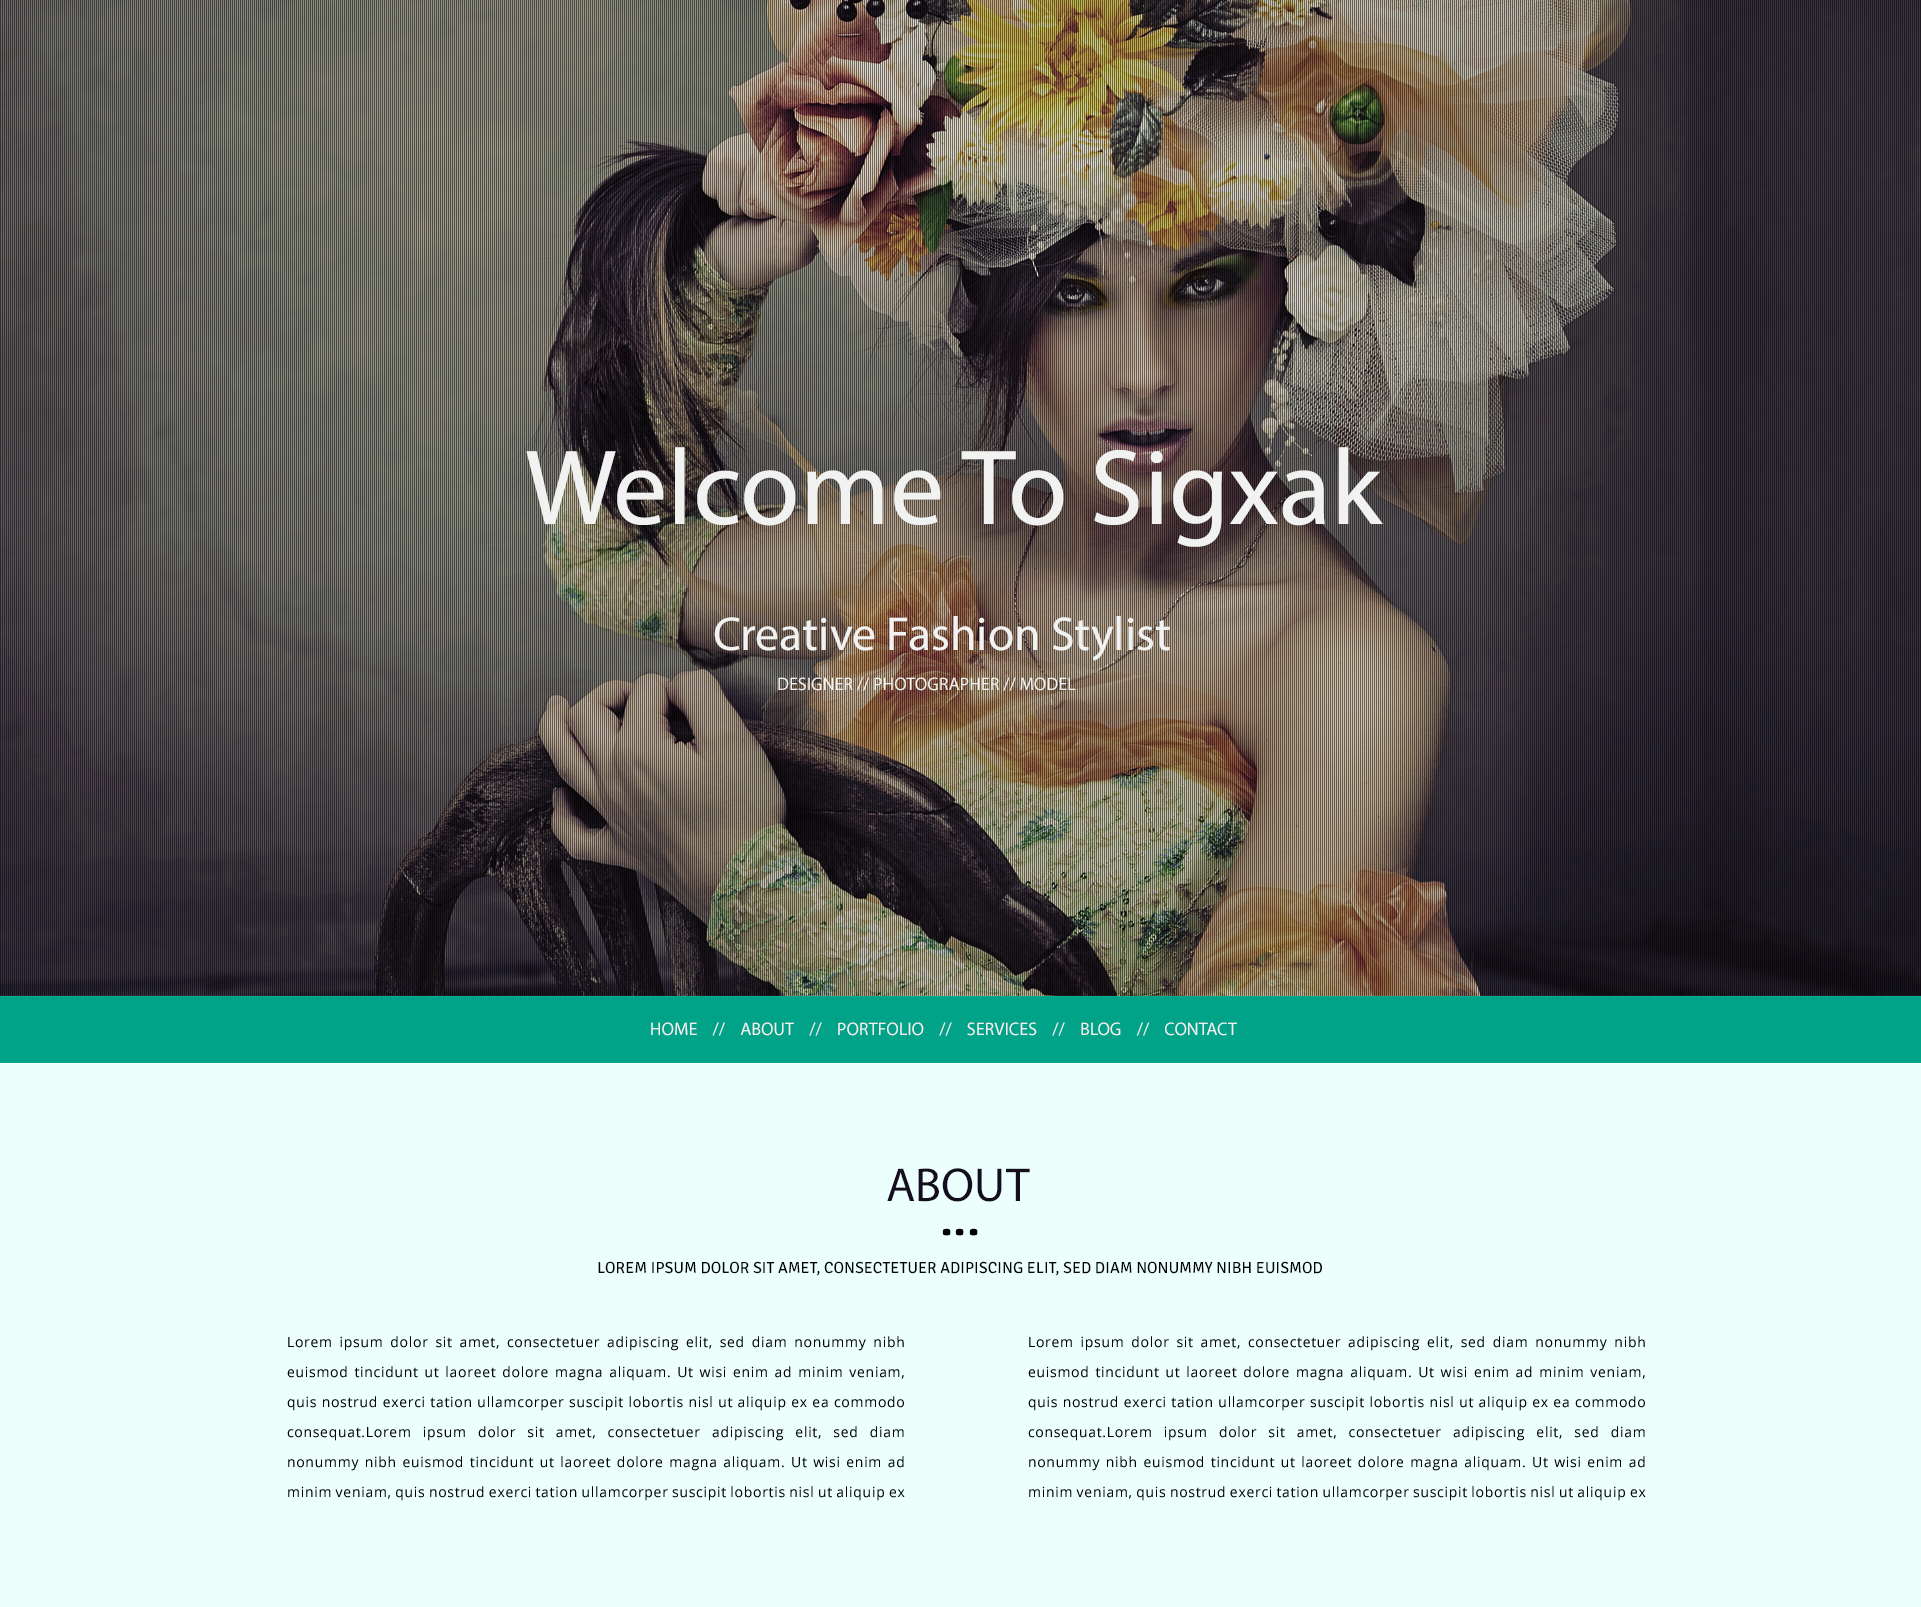 Welcome To Sigxak
Creative Fashion Stylist
DESIGNER // PHOTOGRAPHER // MODEL
HOME // ABOUT // PORTFOLIO // SERVICES // BLOG // CONTACT
ABOUT
LOREM IPSUM DOLOR SIT AMET, CONSECTETUER ADIPISCING ELIT, SED DIAM NONUMMY NIBH EUISMOD
Lorem ipsum dolor sit amet, consectetuer adipiscing elit, sed diam nonummy nibh
euismod tincidunt ut laoreet dolore magna aliquam. Ut wisi enim ad minim veniam,
quis nostrud exerci tation ullamcorper suscipit lobortis nisl ut aliquip ex ea commodo
consequat.Lorem ipsum dolor sit amet, consectetuer adipiscing elit, sed diam
nonummy nibh euismod tincidunt ut laoreet dolore magna aliquam. Ut wisi enim ad
minim veniam, quis nostrud exerci tation ullamcorper suscipit lobortis nisl ut aliquip ex
Lorem ipsum dolor sit amet, consectetuer adipiscing elit, sed diam nonummy nibh
euismod tincidunt ut laoreet dolore magna aliquam. Ut wisi enim ad minim veniam,
quis nostrud exerci tation ullamcorper suscipit lobortis nisl ut aliquip ex ea commodo
consequat.Lorem ipsum dolor sit amet, consectetuer adipiscing elit, sed diam
nonummy nibh euismod tincidunt ut laoreet dolore magna aliquam. Ut wisi enim ad
minim veniam, quis nostrud exerci tation ullamcorper suscipit lobortis nisl ut aliquip ex